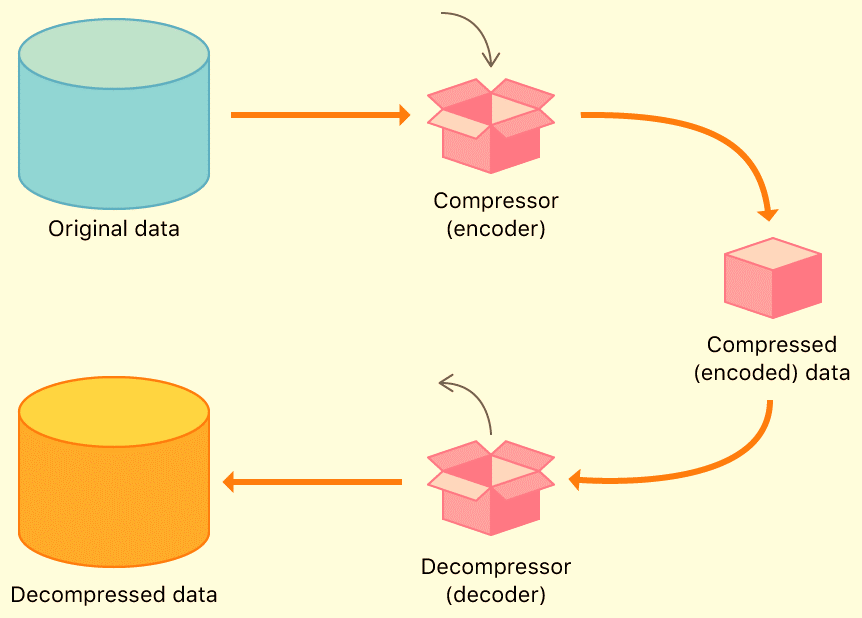 Original data
Compressor
(encoder)
Compressed
(encoded) data
Decompressor
(decoder)
Decompressed data